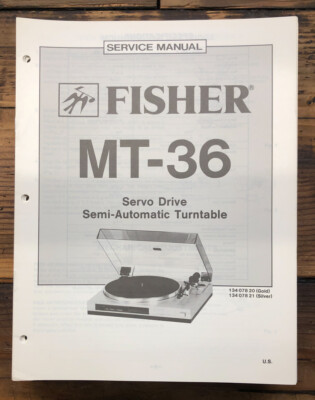 SERVICE MANUAL
FISHER®
MT-36
Servo Drive
Semi-Automatic Turntable
134 078 20 (Gold)
134 078 21 (Silver)
U.S.